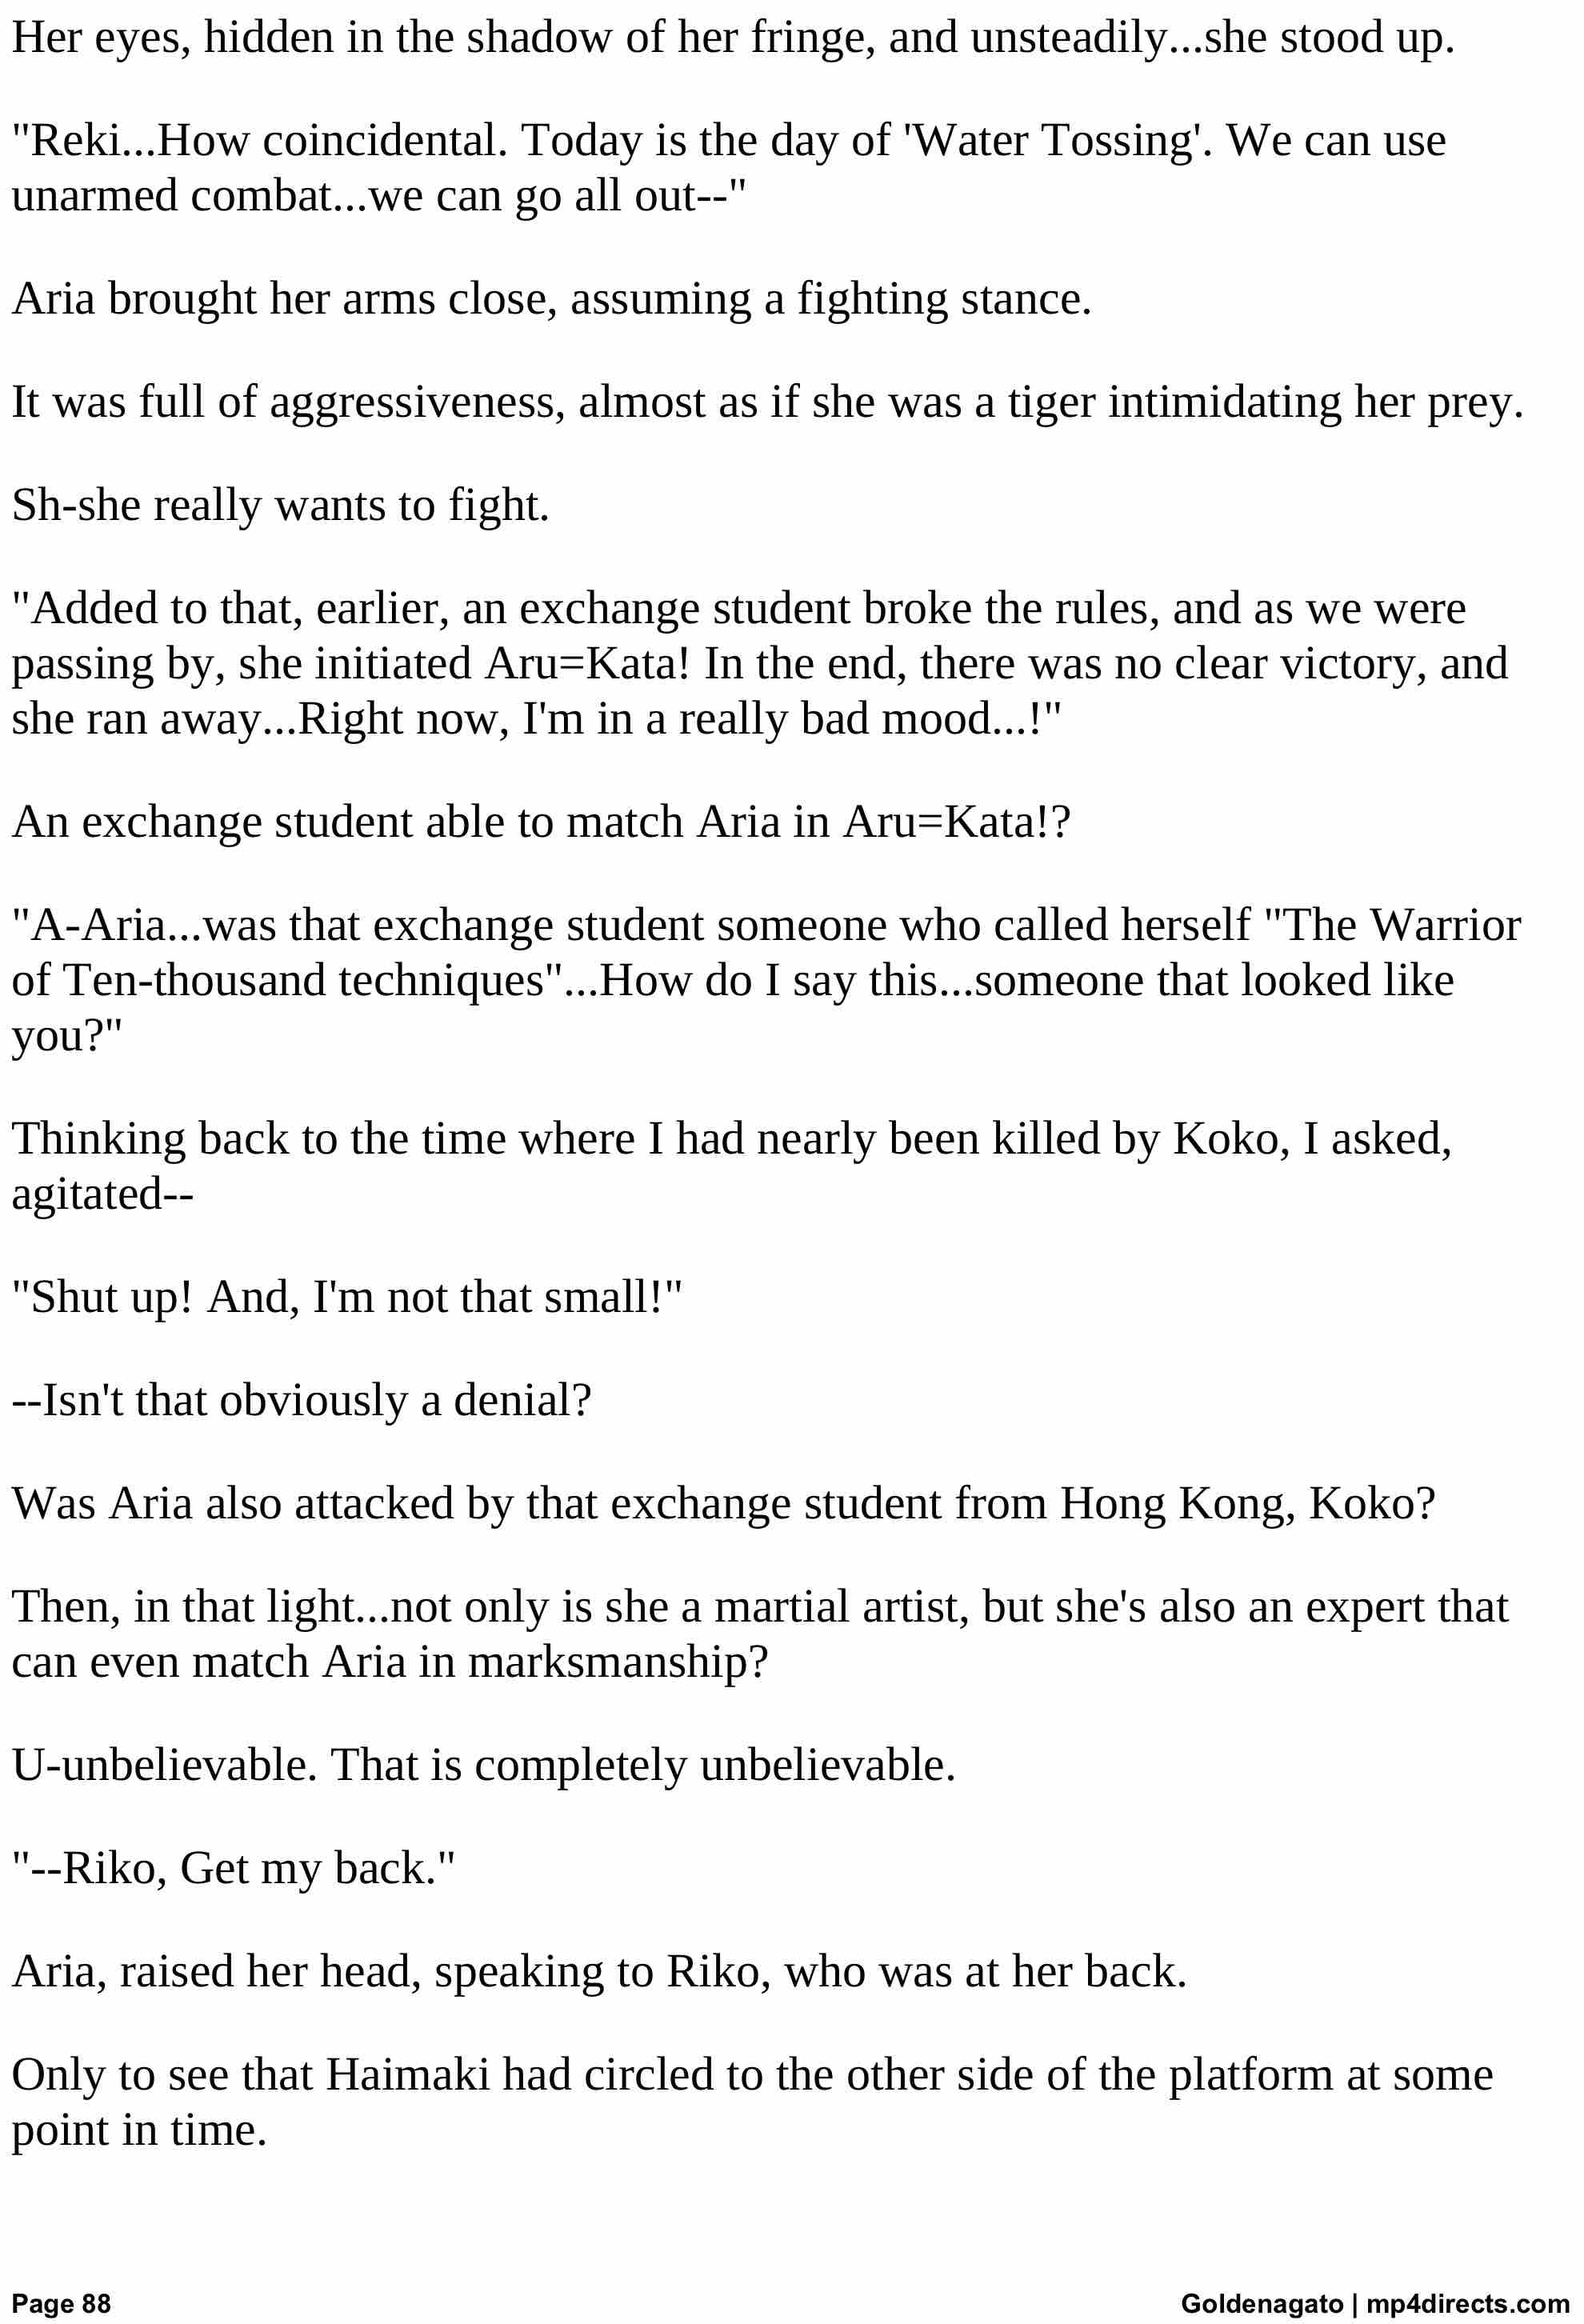 Her eyes, hidden in the shadow of her fringe, and unsteadily...she stood up.
"Reki...How coincidental. Today is the day of 'Water Tossing'. We can use
unarmed combat...we can go all out--"
Aria brought her arms close, assuming a fighting stance.
It was full of aggressiveness, almost as if she was a tiger intimidating her prey.
Sh-she really wants to fight.
"Added to that, earlier, an exchange student broke the rules, and as we were
passing by, she initiated Aru=Kata! In the end, there was no clear victory, and
she ran away...Right now, I'm in a really bad mood...!"
An exchange student able to match Aria in Aru=Kata!?
"A-Aria...was that exchange student someone who called herself "The Warrior
of Ten-thousand techniques"...How do I say this...someone that looked like
you?"
Thinking back to the time where I had nearly been killed by Koko, I asked,
agitated--
"Shut up! And, I'm not that small!"
--Isn't that obviously a denial?
Was Aria also attacked by that exchange student from Hong Kong, Koko?
Then, in that light...not only is she a martial artist, but she's also an expert that
can even match Aria in marksmanship?
U-unbelievable. That is completely unbelievable.
"--Riko, Get my back."
Aria, raised her head, speaking to Riko, who was at her back.
Only to see that Haimaki had circled to the other side of the platform at some
point in time.
Page 88
Goldenagato | mp4directs.com